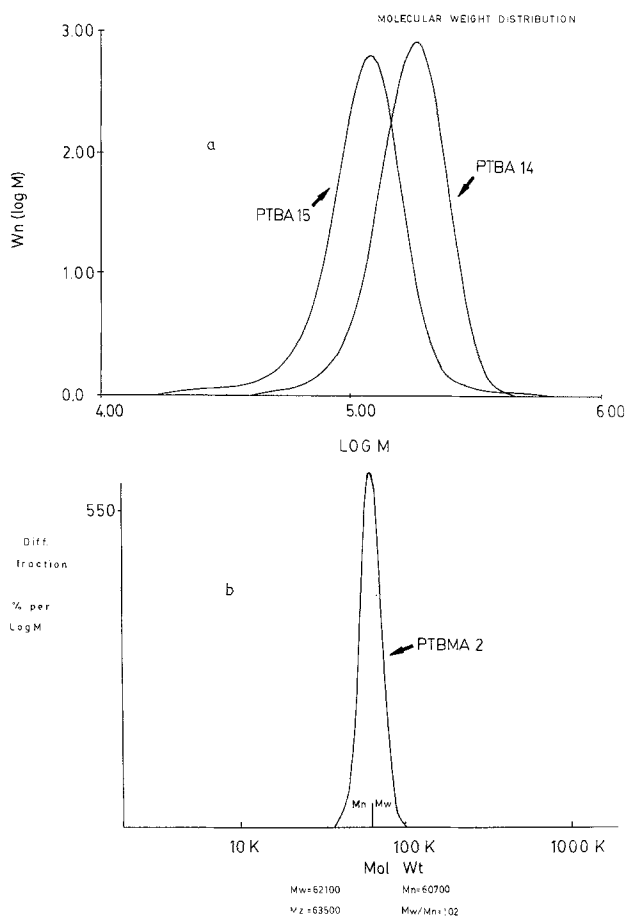 MOLECULAR WEIGHT DISTRIBUTION
3.00
a
PTBA 14
2.00
PTBA 15
Wn (log M)
1.00
0.0
4.00 5.00 6.00
LOG M
550
Diff.
fraction
b
% per
LogM
PTBMA 2
Mn Mw
10 K 100 K 1000 K
Mol Wt
Mw=62100 Mn=60700
Mz=63500 Mw/Mn=1.02